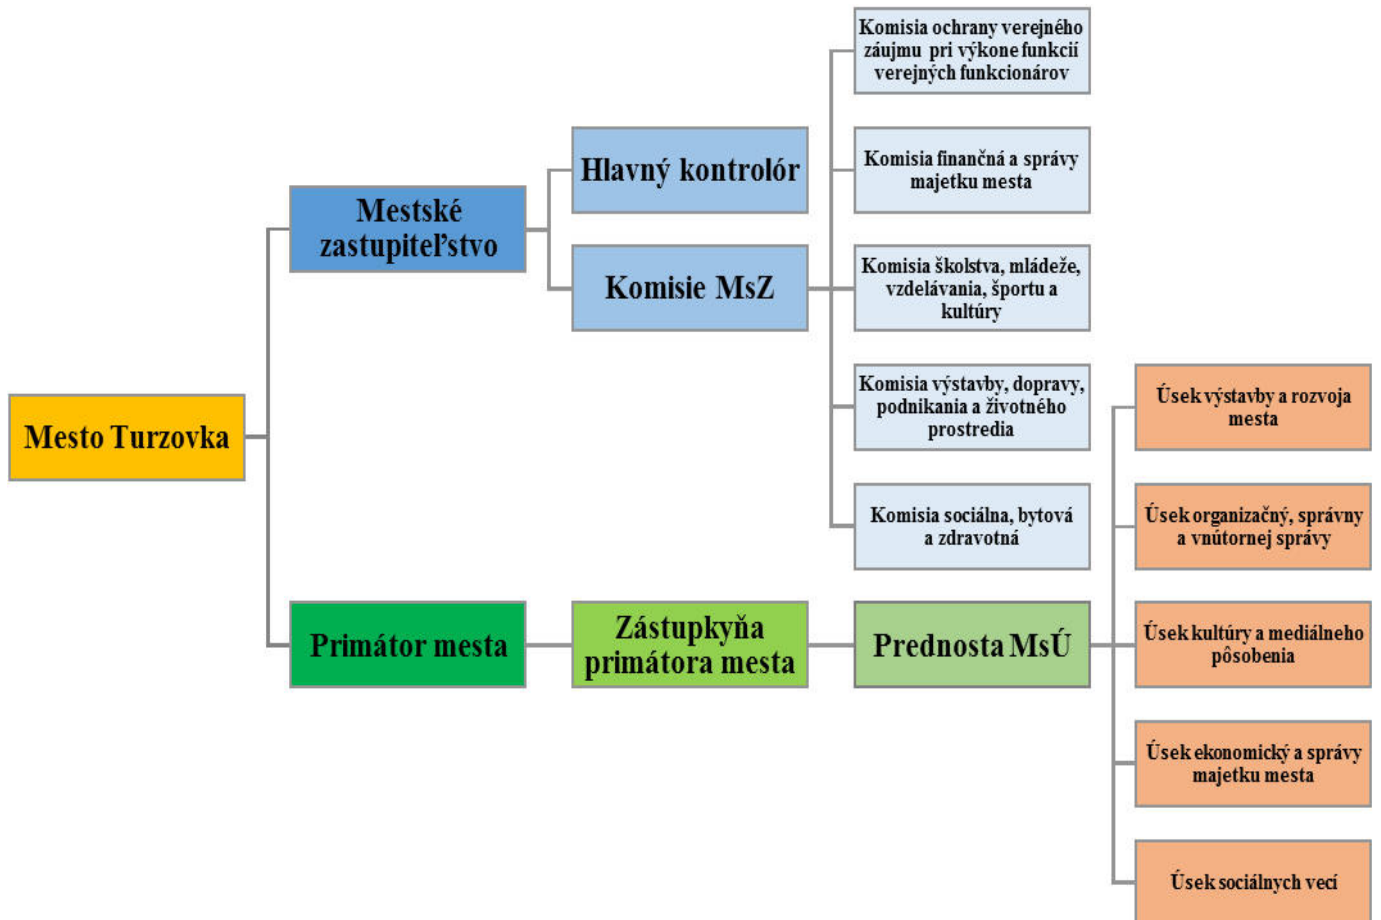 Mesto Turzovka
Mestské
zastupiteľstvo
Hlavný kontrolór
Komisie MsZ
Komisia ochrany verejného
záujmu pri výkone funkcií
verejných funkcionárov
Komisia finančná a správy
majetku mesta
Komisia školstva, mládeže,
vzdelávania, športu a
kultúry
Komisia výstavby, dopravy,
podnikania a životného
prostredia
Komisia sociálna, bytová
a zdravotná
Primátor mesta
Zástupkyňa
primátora mesta
Prednosta MsÚ
Úsek výstavby a rozvoja
mesta
Úsek organizačný, správny
a vnútornej správy
Úsek kultúry a mediálneho
pôsobenia
Úsek ekonomický a správy
majetku mesta
Úsek sociálnych vecí